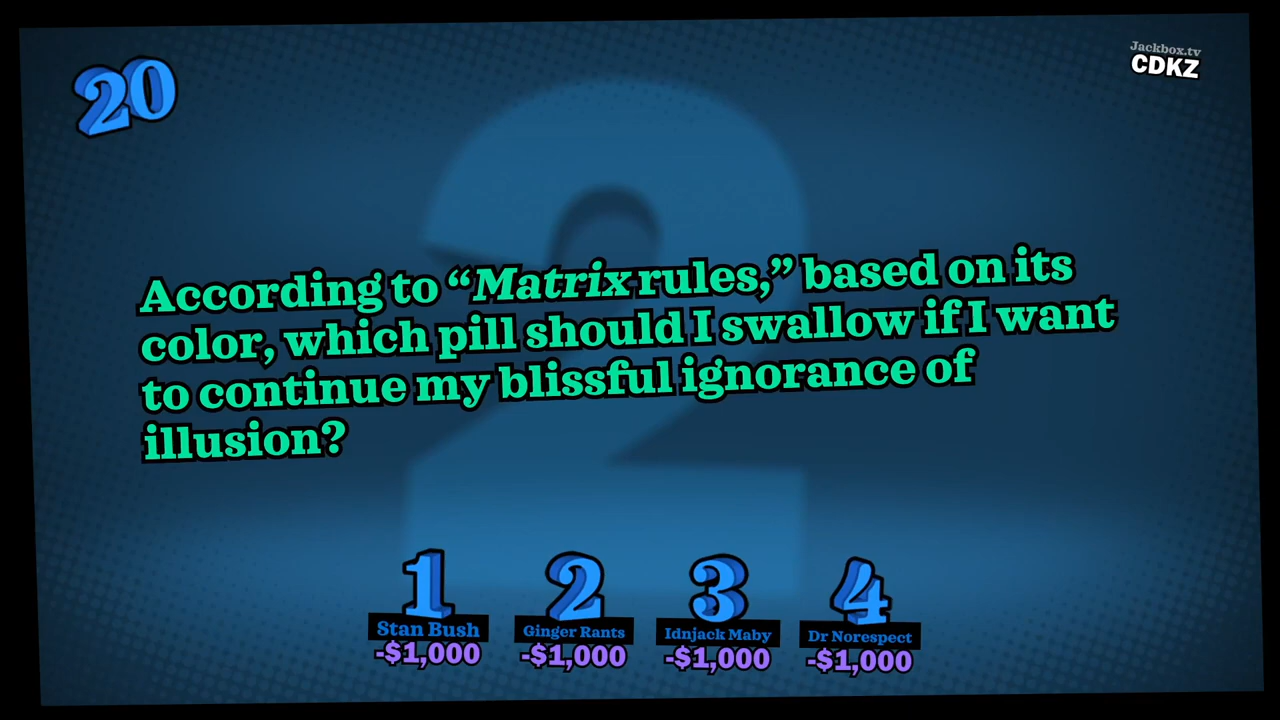 20
Jackbox.tv
CDKZ
According to “Matrix rules,” based on its
color, which pill should I swallow if I want
to continue my blissful ignorance of
illusion?
2
1
Stan Bush
-$1,000
2
Ginger Rants
-$1,000
3
Idnjack Maby
-$1,000
4
Dr Norespect
-$1,000